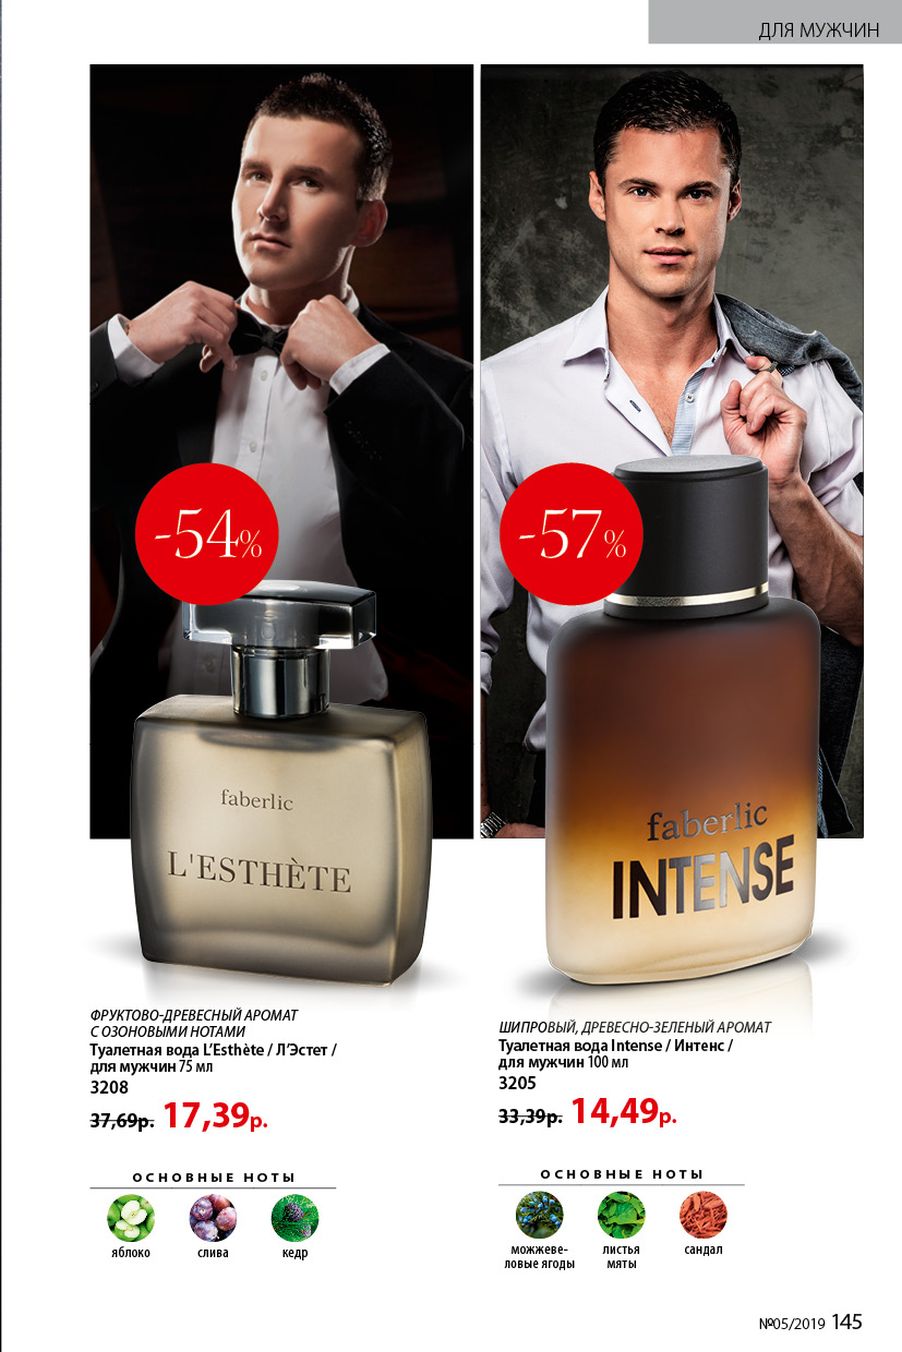 ДЛЯ МУЖЧИН
-54%
-57%
faberlic
L'ESTHÈTE
faberlic
INTENSE
ФРУКТОВО-ДРЕВЕСНЫЙ АРОМАТ
С ОЗОНОВЫМИ НОТАМИ
Туалетная вода L'Esthète / Л'Эстет /
для мужчин 75 мл
3208
37,69р. 17,39р.
ОСНОВНЫЕ НОТЫ
яблоко
слива
кедр
ШИПРОВЫЙ, ДРЕВЕСНО-ЗЕЛЕНЫЙ АРОМАТ
Туалетная вода Intense / Интенс /
для мужчин 100 мл
3205
33,39р. 14,49р.
ОСНОВНЫЕ НОТЫ
можжеве-
ловые ягоды
листья
мяты
сандал
№05/2019 145